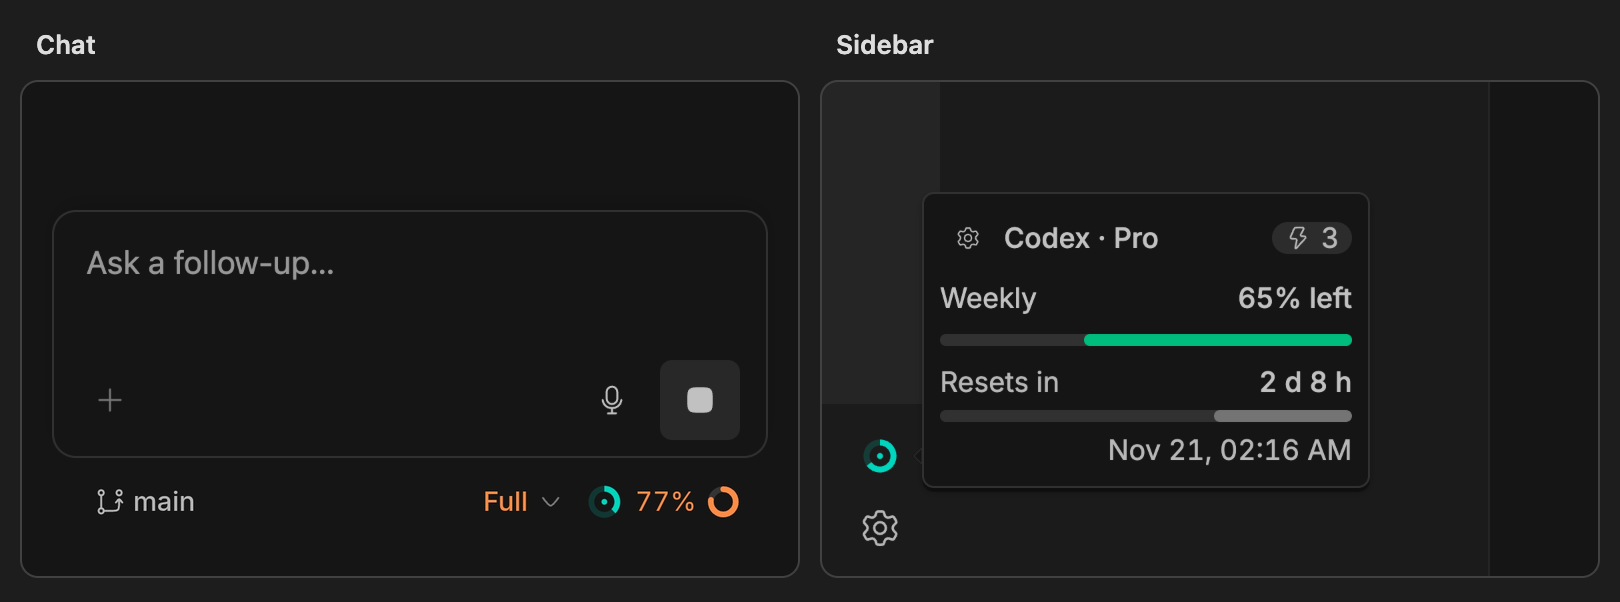 Chat
Ask a follow-up...
main
Full
77%
Sidebar
Codex · Pro
3
Weekly
65% left
Resets in
2 d 8 h
Nov 21, 02:16 AM